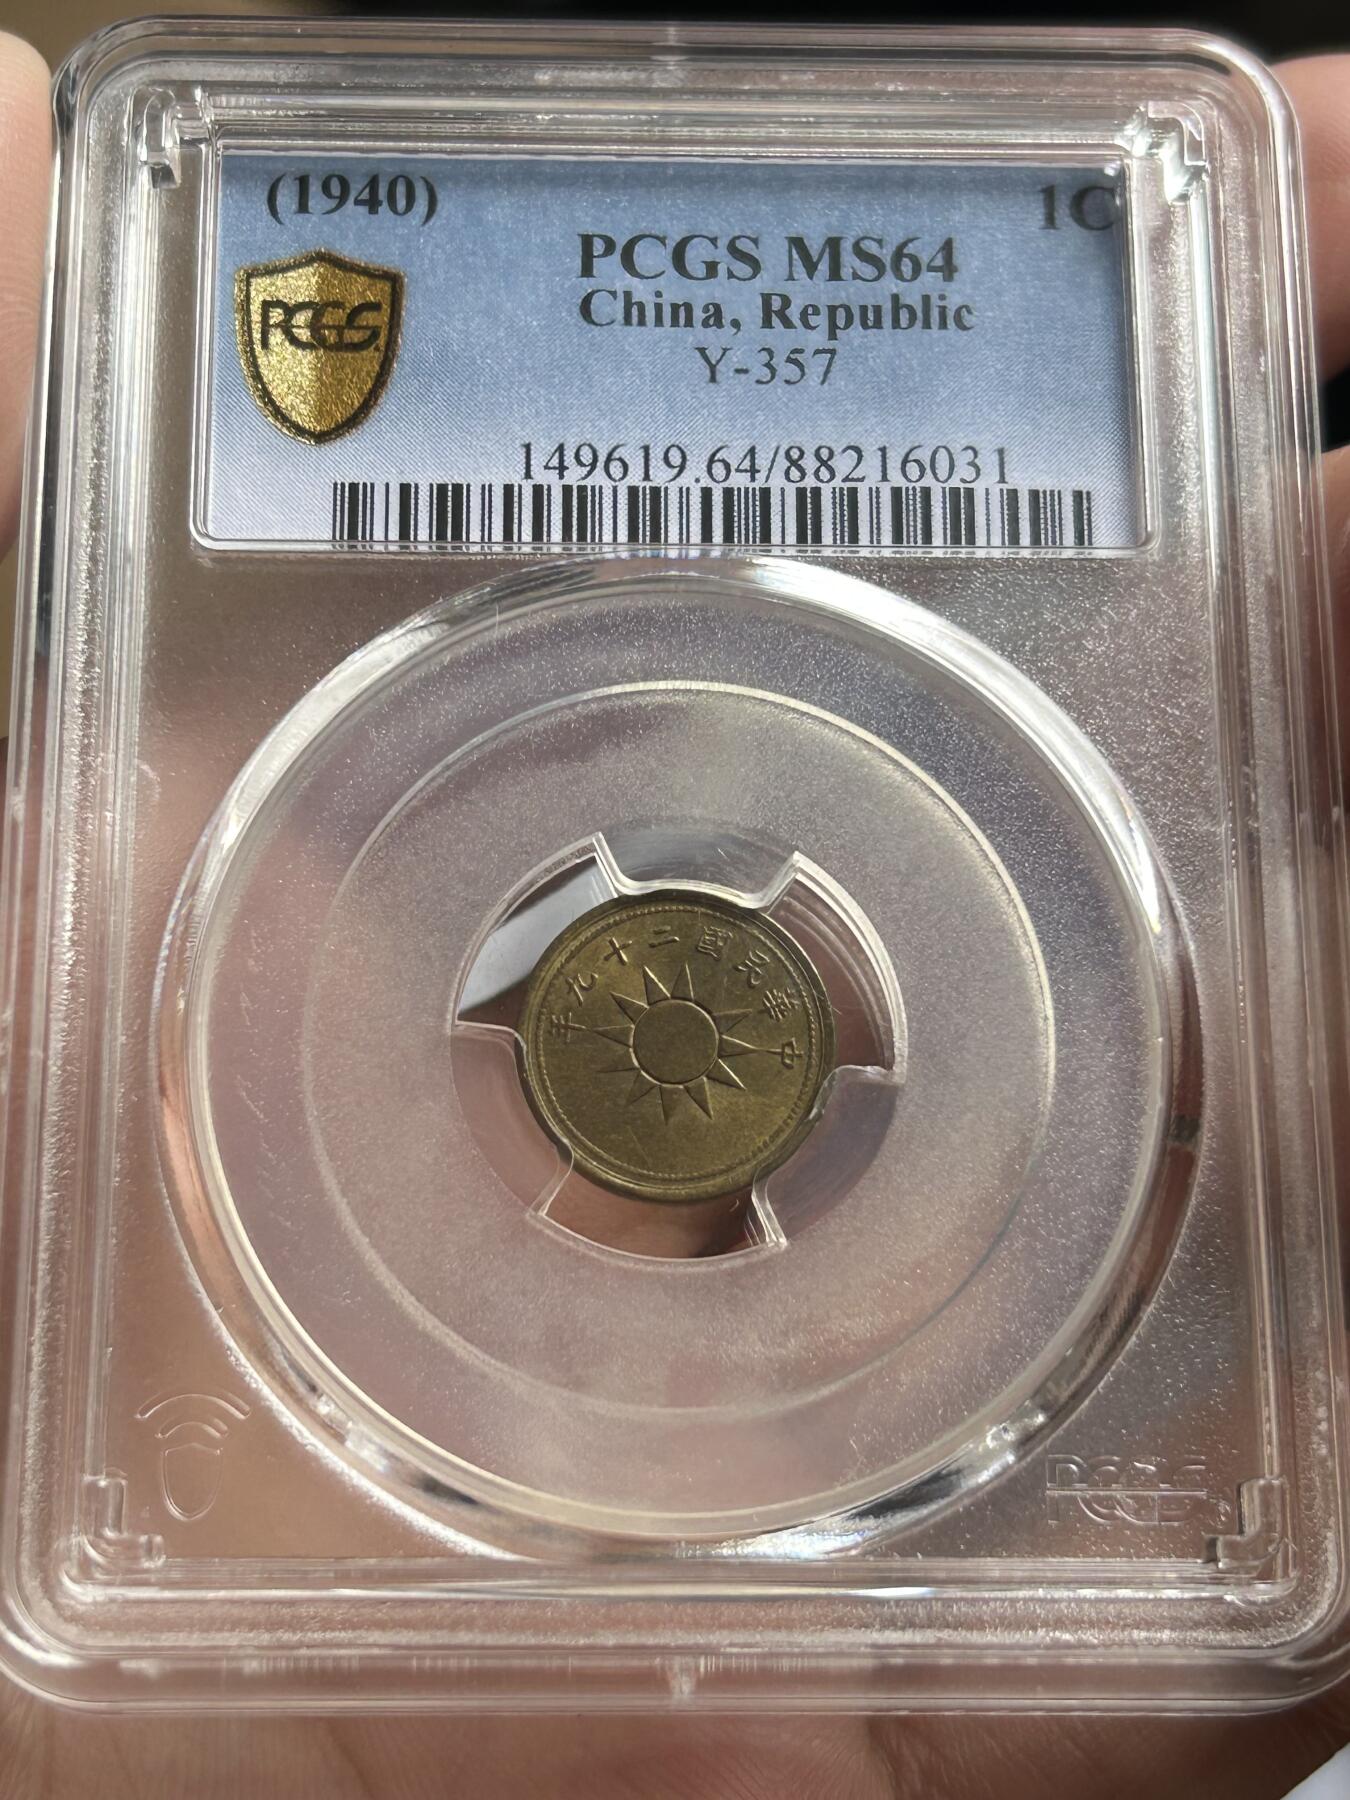 (1940)
1C
PCGS MS64
China, Republic
Y-357
PCGS
149619.64/88216031
中華民國二十九年
PCGS